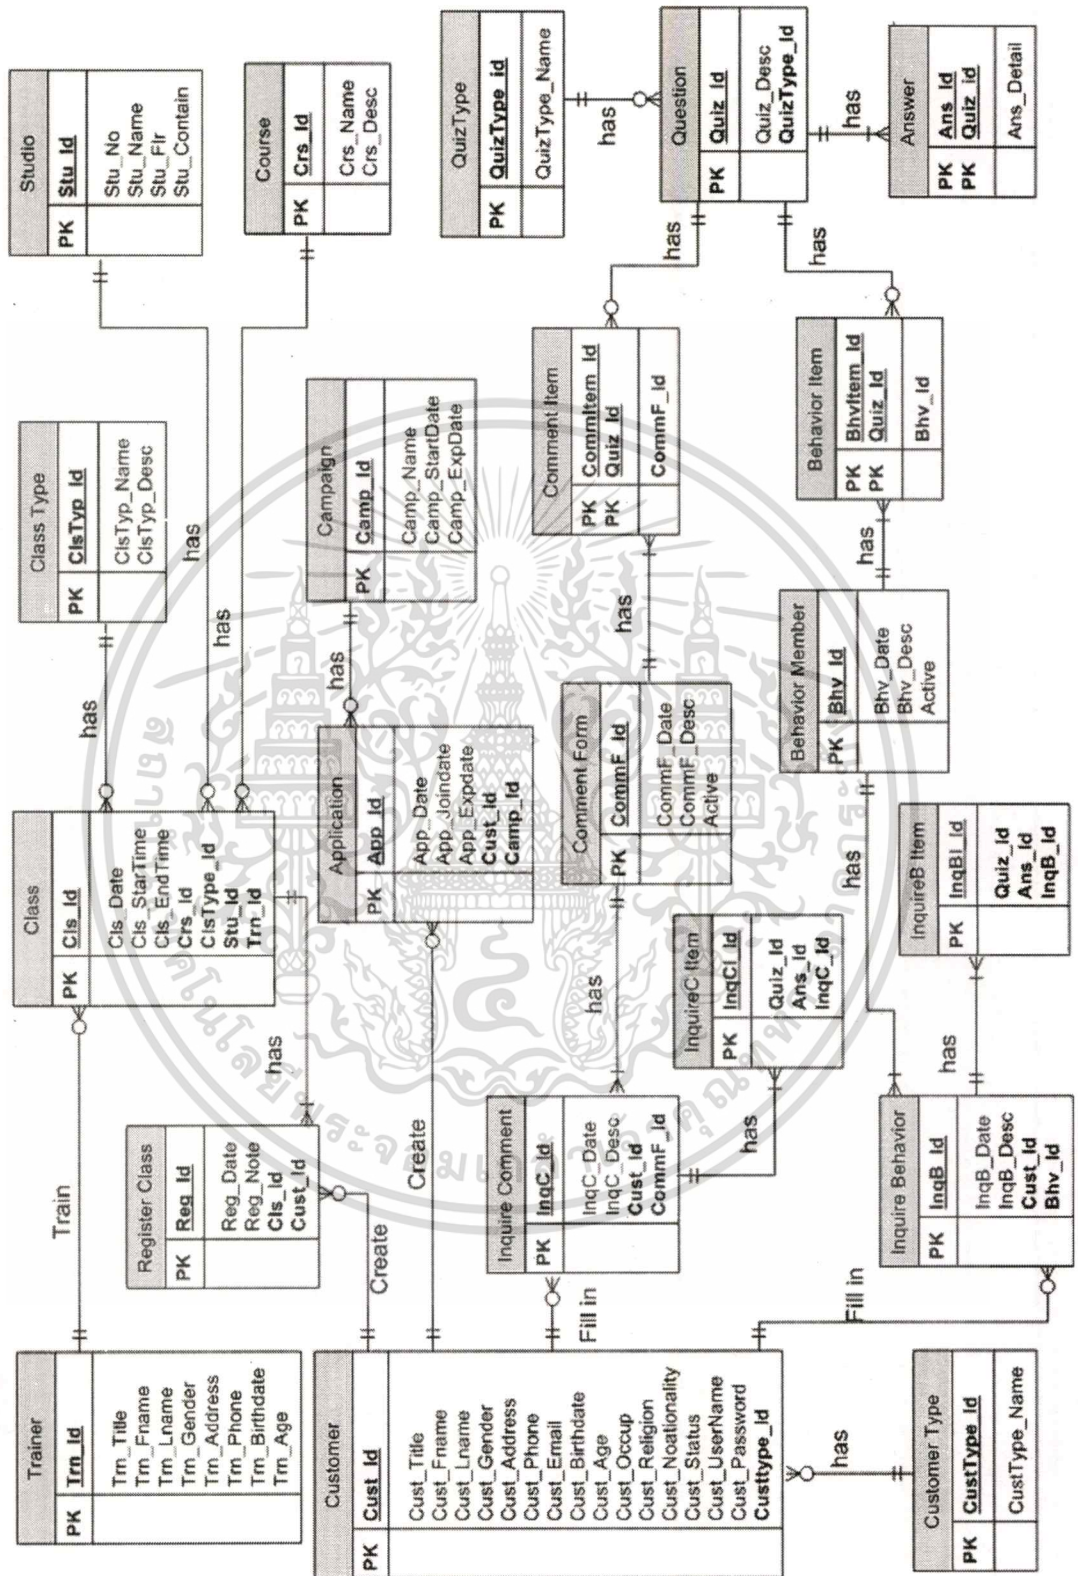 Trainer
PK Trn_Id
Trn_Title
Trn_Fname
Trn_Lname
Trn_Gender
Trn_Address
Trn_Phone
Trn_Birthdate
Trn_Age
Train
Class
PK Cls_Id
Cls_Date
Cls_StarTime
Cls_EndTime
Crs_Id
ClsType_Id
Stu_Id
Trn_Id
has
Class Type
PK ClsTyp_Id
ClsTyp_Name
ClsTyp_Desc
has
Studio
PK Stu_Id
Stu_No
Stu_Name
Stu_Flr
Stu_Contain
has
Course
PK Crs_Id
Crs_Name
Crs_Desc
Register Class
PK Reg_Id
Reg_Date
Reg_Note
Cls_Id
Cust_Id
has
Create
Customer
PK Cust_Id
Cust_Title
Cust_Fname
Cust_Lname
Cust_Gender
Cust_Address
Cust_Phone
Cust_Email
Cust_Birthdate
Cust_Age
Cust_Occup
Cust_Religion
Cust_Noationality
Cust_Status
Cust_UserName
Cust_Password
Custtype_Id
Create
Application
PK App_Id
App_Date
App_Joindate
App_Expdate
Cust_Id
Camp_Id
has
Campaign
PK Camp_Id
Camp_Name
Camp_StartDate
Camp_ExpDate
QuizType
PK QuizType_id
QuizType_Name
has
Fill in
Inquire Comment
PK InqC_Id
InqC_Date
InqC_Desc
Cust_Id
CommF_Id
has
Comment Form
PK CommF_Id
CommF_Date
CommF_Desc
Active
has
Comment Item
PK CommItem_Id
PK Quiz_Id
CommF_Id
has
Question
PK Quiz_Id
Quiz_Desc
QuizType_Id
has
InquireC Item
PK InqCI_Id
Quiz_Id
Ans_Id
InqC_Id
has
Behavior Member
PK Bhv_Id
Bhv_Date
Bhv_Desc
Active
has
Behavior Item
PK BhvItem_Id
PK Quiz_Id
Bhv_Id
has
Answer
PK Ans_Id
PK Quiz_id
Ans_Detail
has
Fill in
Inquire Behavior
PK InqB_Id
InqB_Date
InqB_Desc
Cust_Id
Bhv_Id
has
InquireB Item
PK InqBI_Id
Quiz_Id
Ans_Id
InqB_Id
has
Customer Type
PK CustType_Id
CustType_Name